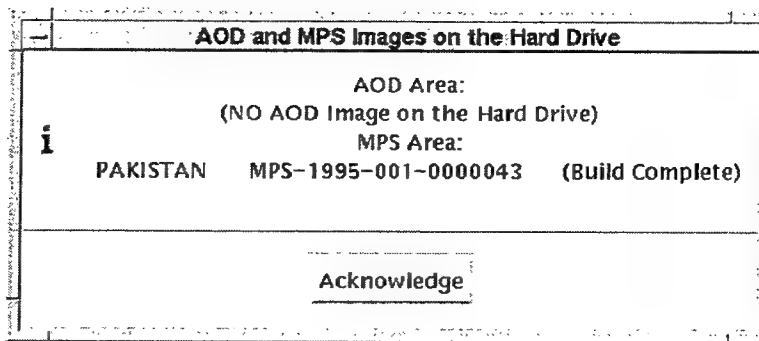 AOD and MPS Images on the Hard Drive
AOD Area:
(NO AOD Image on the Hard Drive)
i
MPS Area:
PAKISTAN MPS-1995-001-0000043 (Build Complete)
Acknowledge